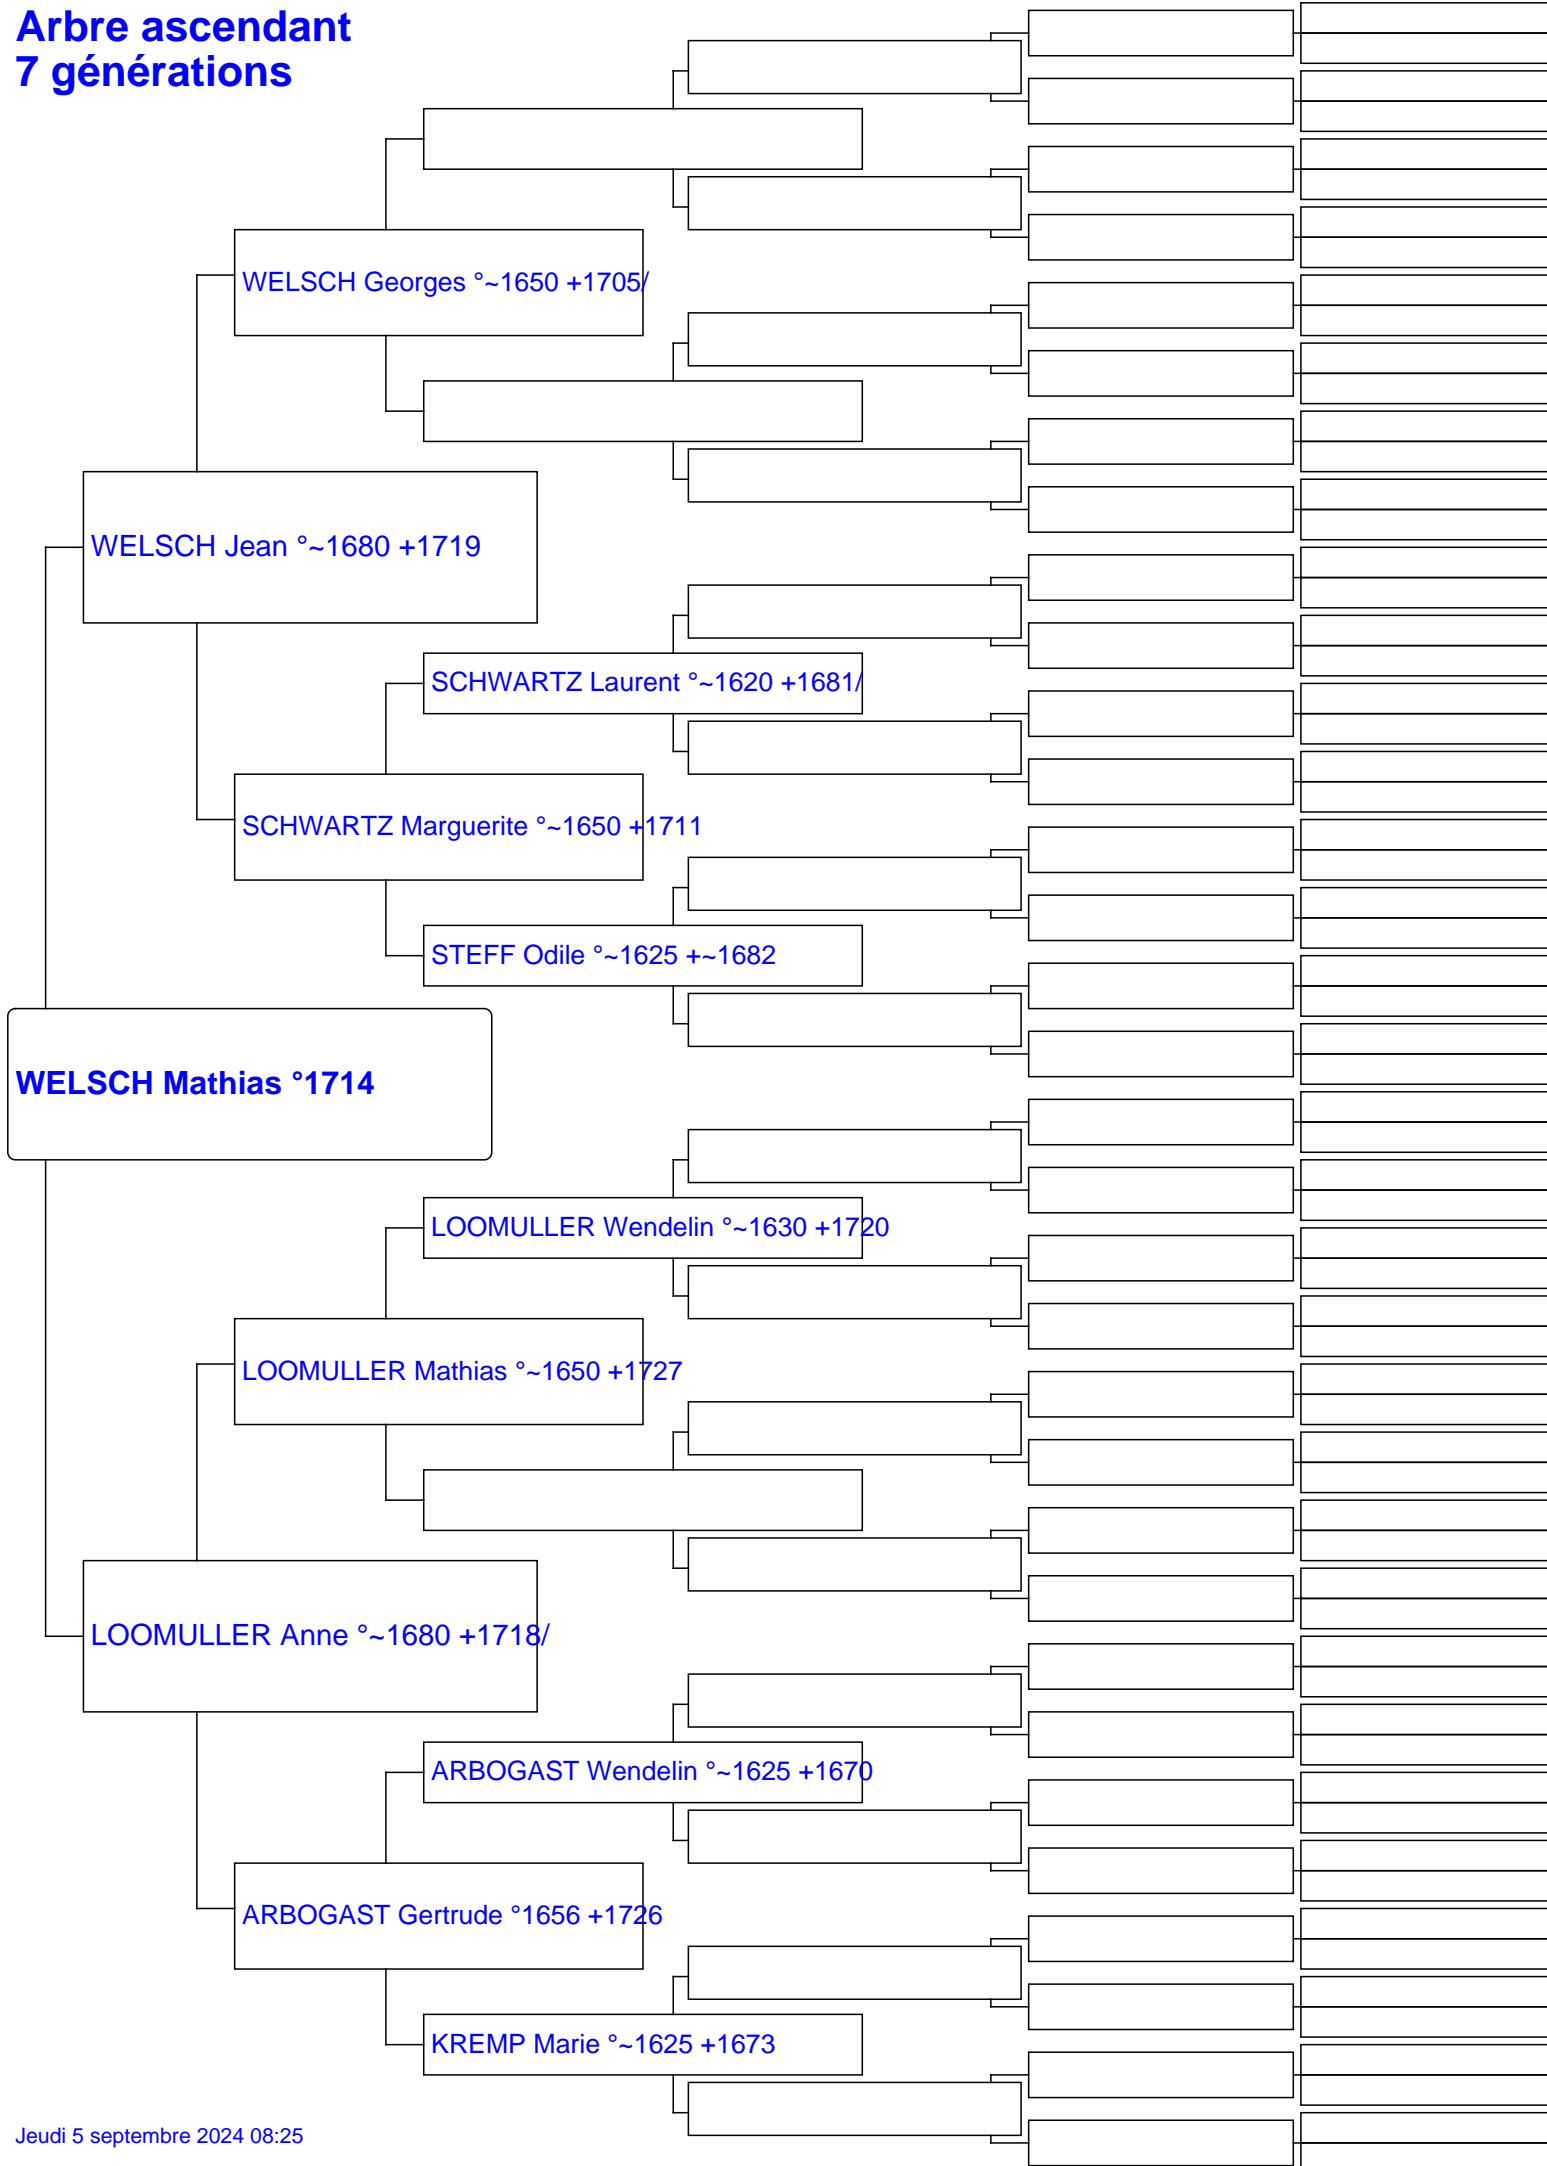 Arbre ascendant
7 générations
WELSCH Georges °~1650 +1705/
WELSCH Jean °~1680 +1719
SCHWARTZ Laurent °~1620 +1681/
SCHWARTZ Marguerite °~1650 +1711
STEFF Odile °~1625 +~1682
WELSCH Mathias °1714
LOOMULLER Wendelin °~1630 +1720
LOOMULLER Mathias °~1650 +1727
LOOMULLER Anne °~1680 +1718/
ARBOGAST Wendelin °~1625 +1670
ARBOGAST Gertrude °1656 +1726
KREMP Marie °~1625 +1673
Jeudi 5 septembre 2024 08:25